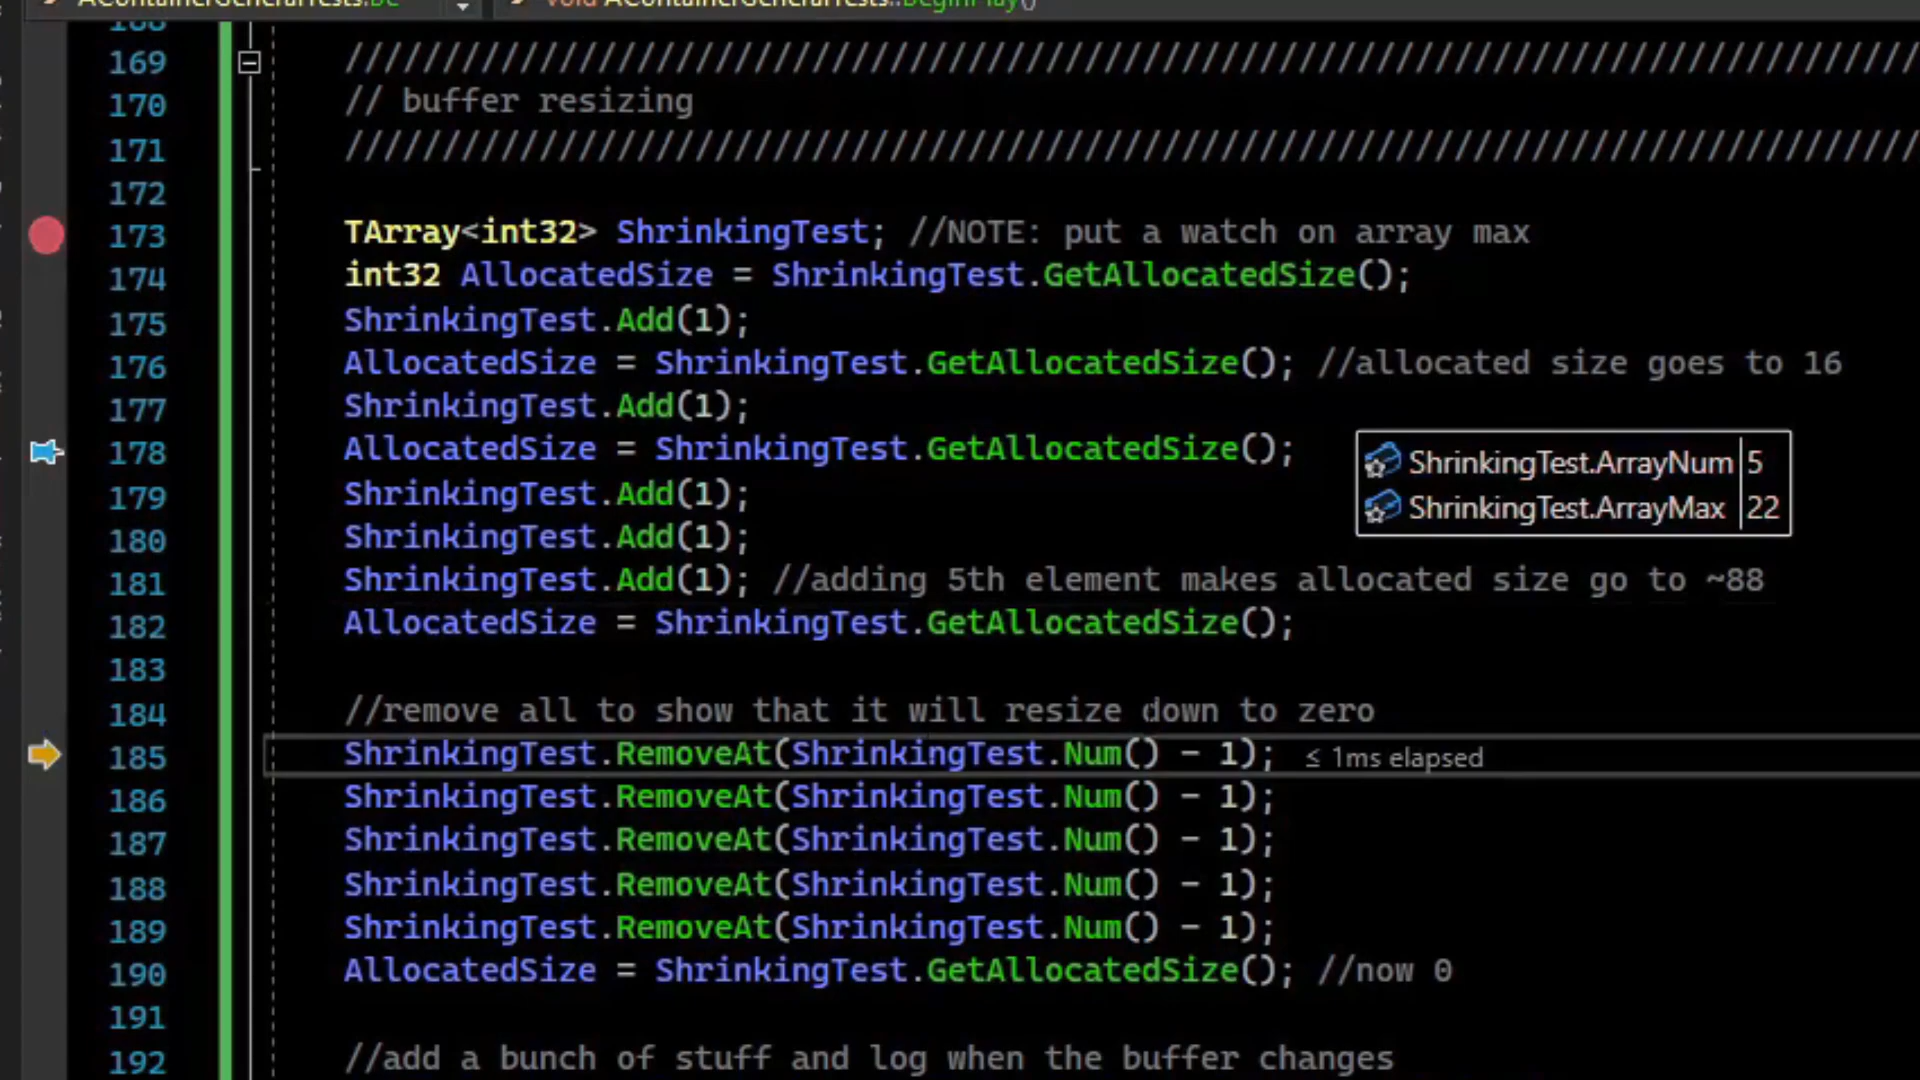 AContainerGeneralTests.Be void AContainerGeneralTests::BeginPlay()
168
169 ////////////////////////////////////////////////////////////////////////////////
170 // buffer resizing
171 ////////////////////////////////////////////////////////////////////////////////
172
173 TArray<int32> ShrinkingTest; //NOTE: put a watch on array max
174 int32 AllocatedSize = ShrinkingTest.GetAllocatedSize();
175 ShrinkingTest.Add(1);
176 AllocatedSize = ShrinkingTest.GetAllocatedSize(); //allocated size goes to 16
177 ShrinkingTest.Add(1);
178 AllocatedSize = ShrinkingTest.GetAllocatedSize();
ShrinkingTest.ArrayNum 5
ShrinkingTest.ArrayMax 22
179 ShrinkingTest.Add(1);
180 ShrinkingTest.Add(1);
181 ShrinkingTest.Add(1); //adding 5th element makes allocated size go to ~88
182 AllocatedSize = ShrinkingTest.GetAllocatedSize();
183
184 //remove all to show that it will resize down to zero
185 ShrinkingTest.RemoveAt(ShrinkingTest.Num() - 1); ≤ 1ms elapsed
186 ShrinkingTest.RemoveAt(ShrinkingTest.Num() - 1);
187 ShrinkingTest.RemoveAt(ShrinkingTest.Num() - 1);
188 ShrinkingTest.RemoveAt(ShrinkingTest.Num() - 1);
189 ShrinkingTest.RemoveAt(ShrinkingTest.Num() - 1);
190 AllocatedSize = ShrinkingTest.GetAllocatedSize(); //now 0
191
192 //add a bunch of stuff and log when the buffer changes